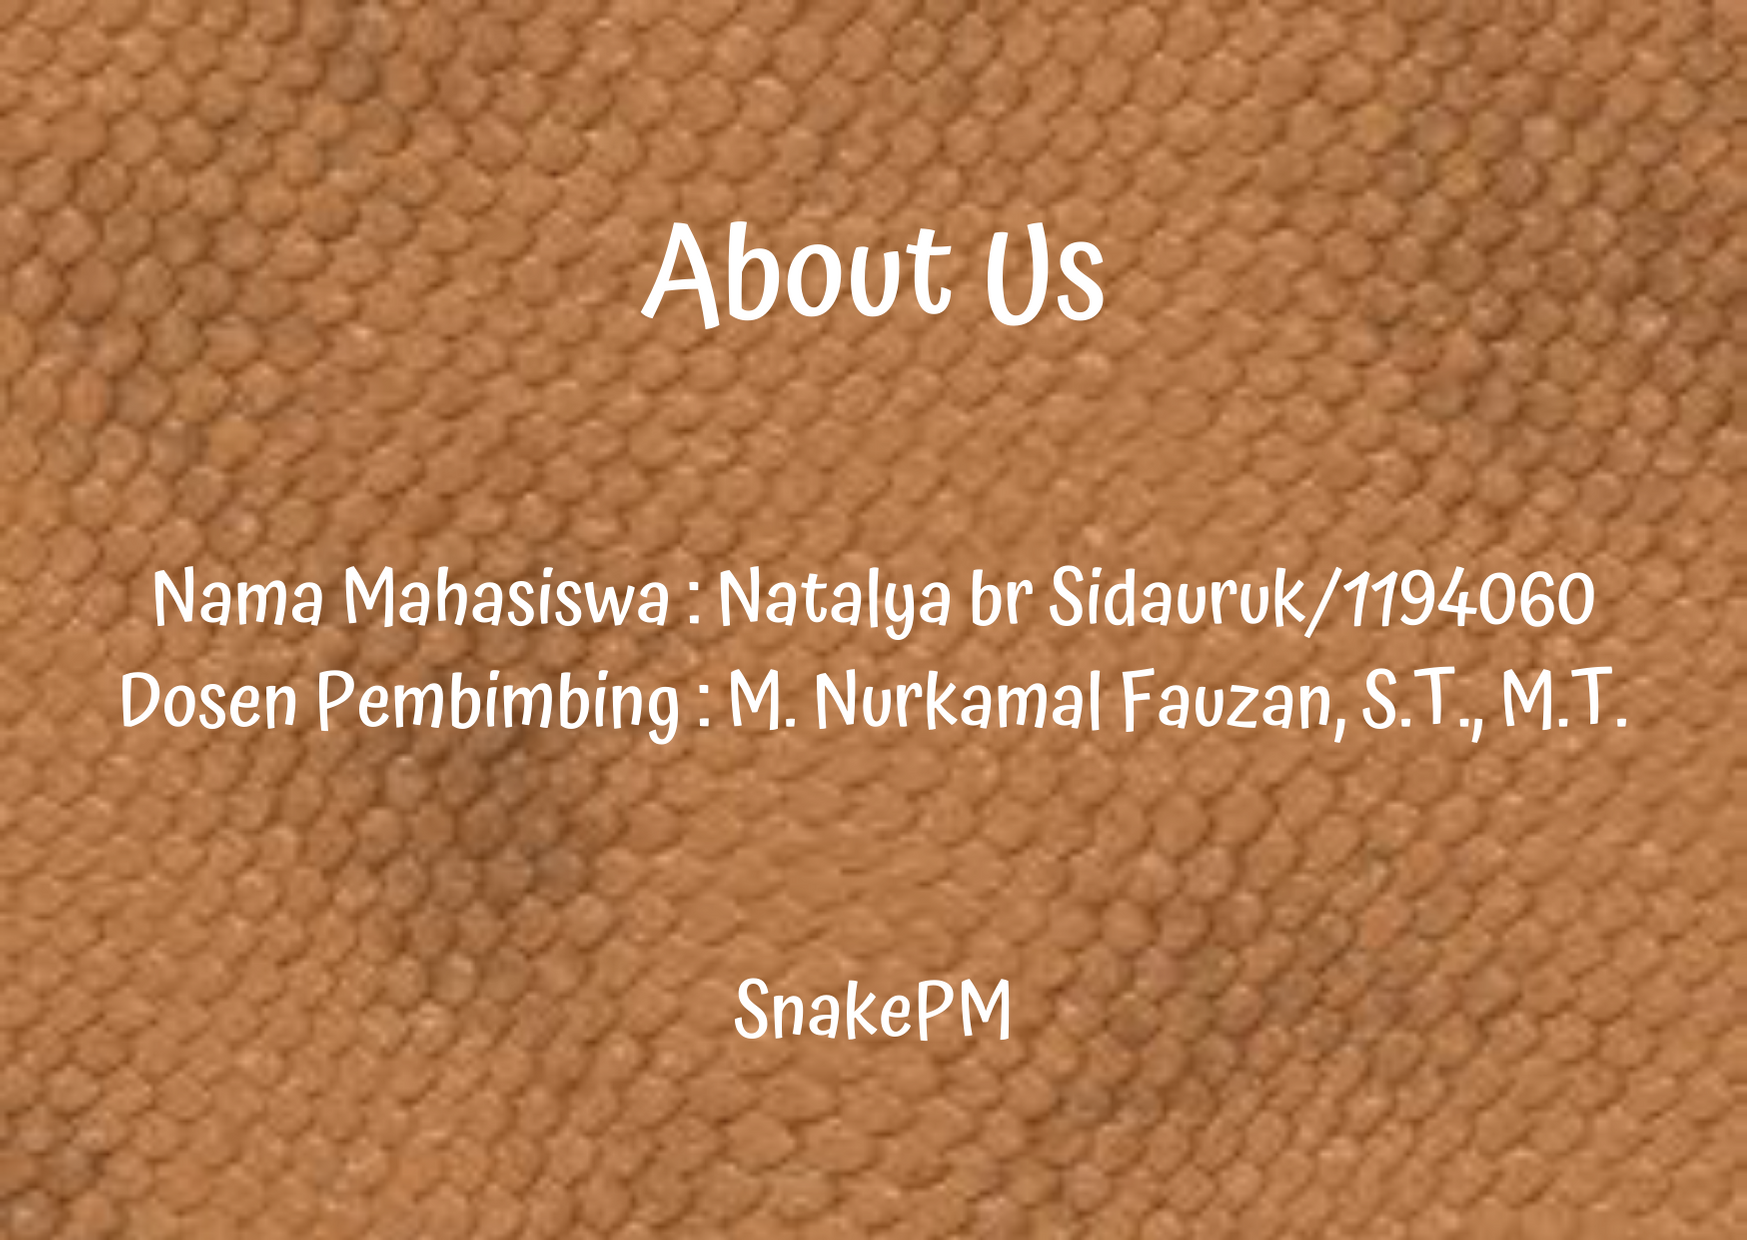 About Us
Nama Mahasiswa : Natalya br Sidauruk/1194060
Dosen Pembimbing : M. Nurkamal Fauzan, S.T., M.T.
SnakePM